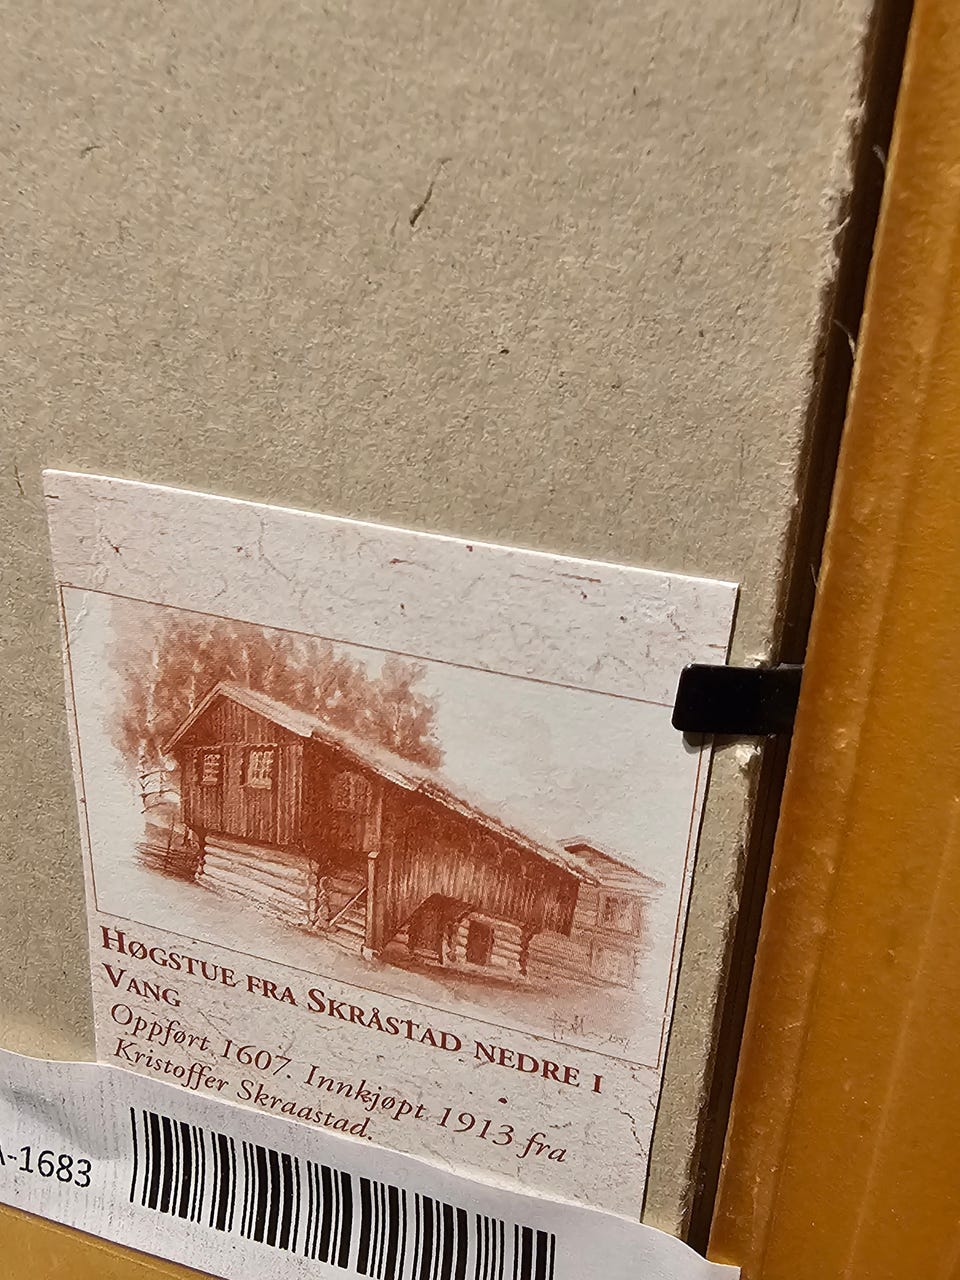 HØGSTUE FRA SKRÅSTAD NEDRE I
VANG
Oppført 1607. Innkjøpt 1913 fra
Kristoffer Skraastad.
-1683